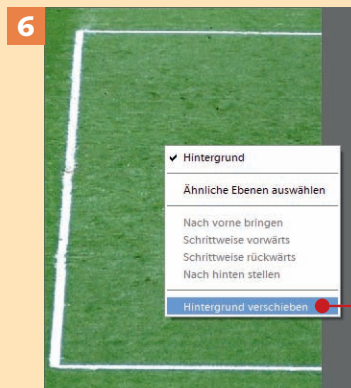 6
Hintergrund
Ähnliche Ebenen auswählen
Nach vorne bringen
Schrittweise vorwärts
Schrittweise rückwärts
Nach hinten stellen
Hintergrund verschieben